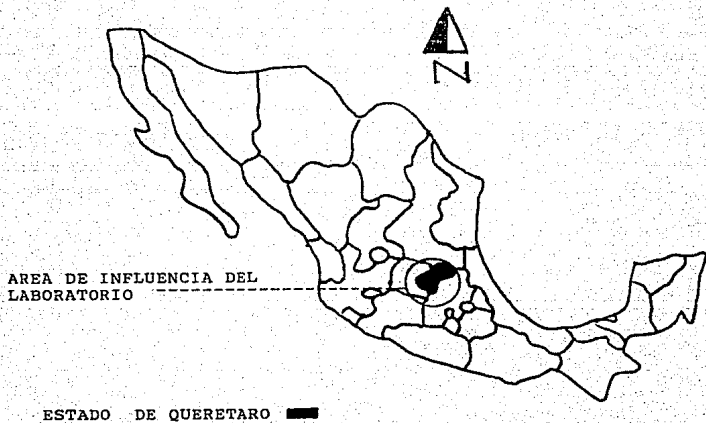 N
AREA DE INFLUENCIA DEL
LABORATORIO
ESTADO DE QUERETARO